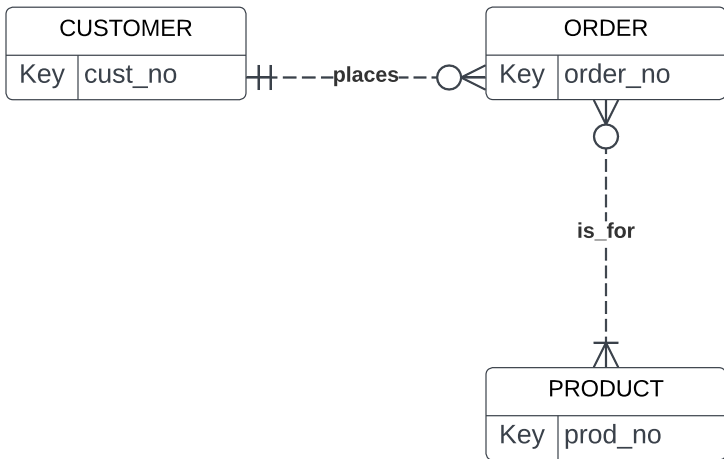 CUSTOMER
Key cust_no
places
ORDER
Key order_no
is_for
PRODUCT
Key prod_no